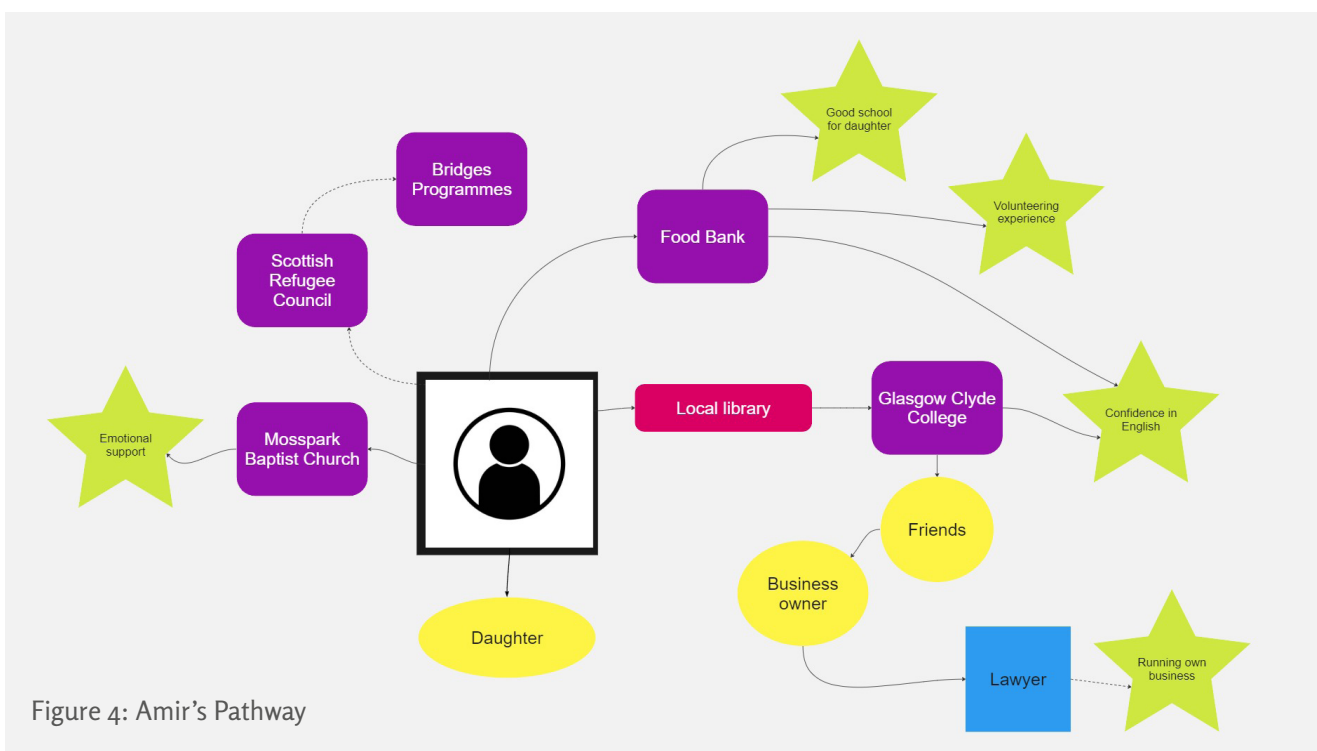 Good school
for daughter
Bridges
Programmes
Volunteering
experience
Food Bank
Scottish
Refugee
Council
Local library
Glasgow Clyde
College
Confidence in
English
Emotional
support
Mosspark
Baptist Church
Friends
Business
owner
Daughter
Lawyer
Running own
business
Figure 4: Amir's Pathway